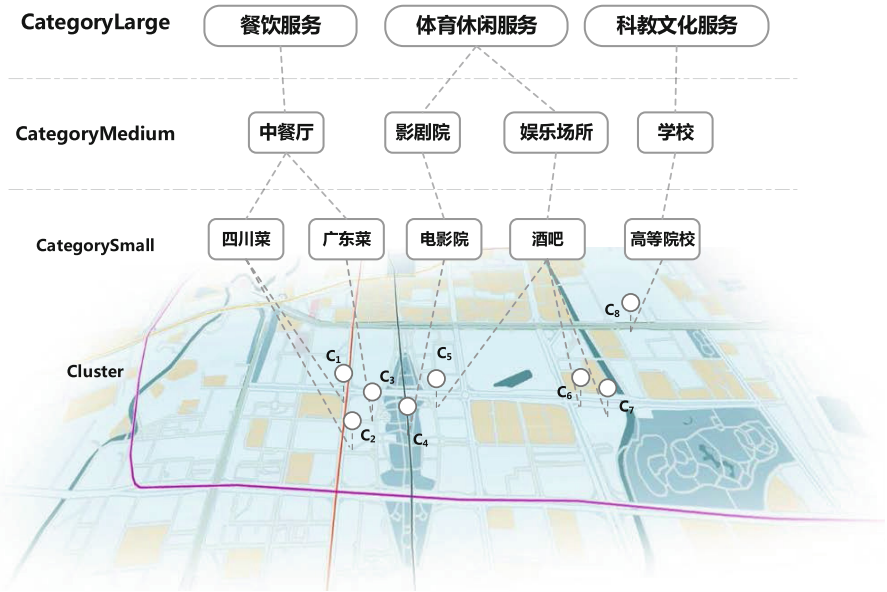 CategoryLarge
餐饮服务
体育休闲服务
科教文化服务
CategoryMedium
中餐厅
影剧院
娱乐场所
学校
CategorySmall
四川菜
广东菜
电影院
酒吧
高等院校
Cluster
C8
C1
C5
C3
C6
C7
C2
C4